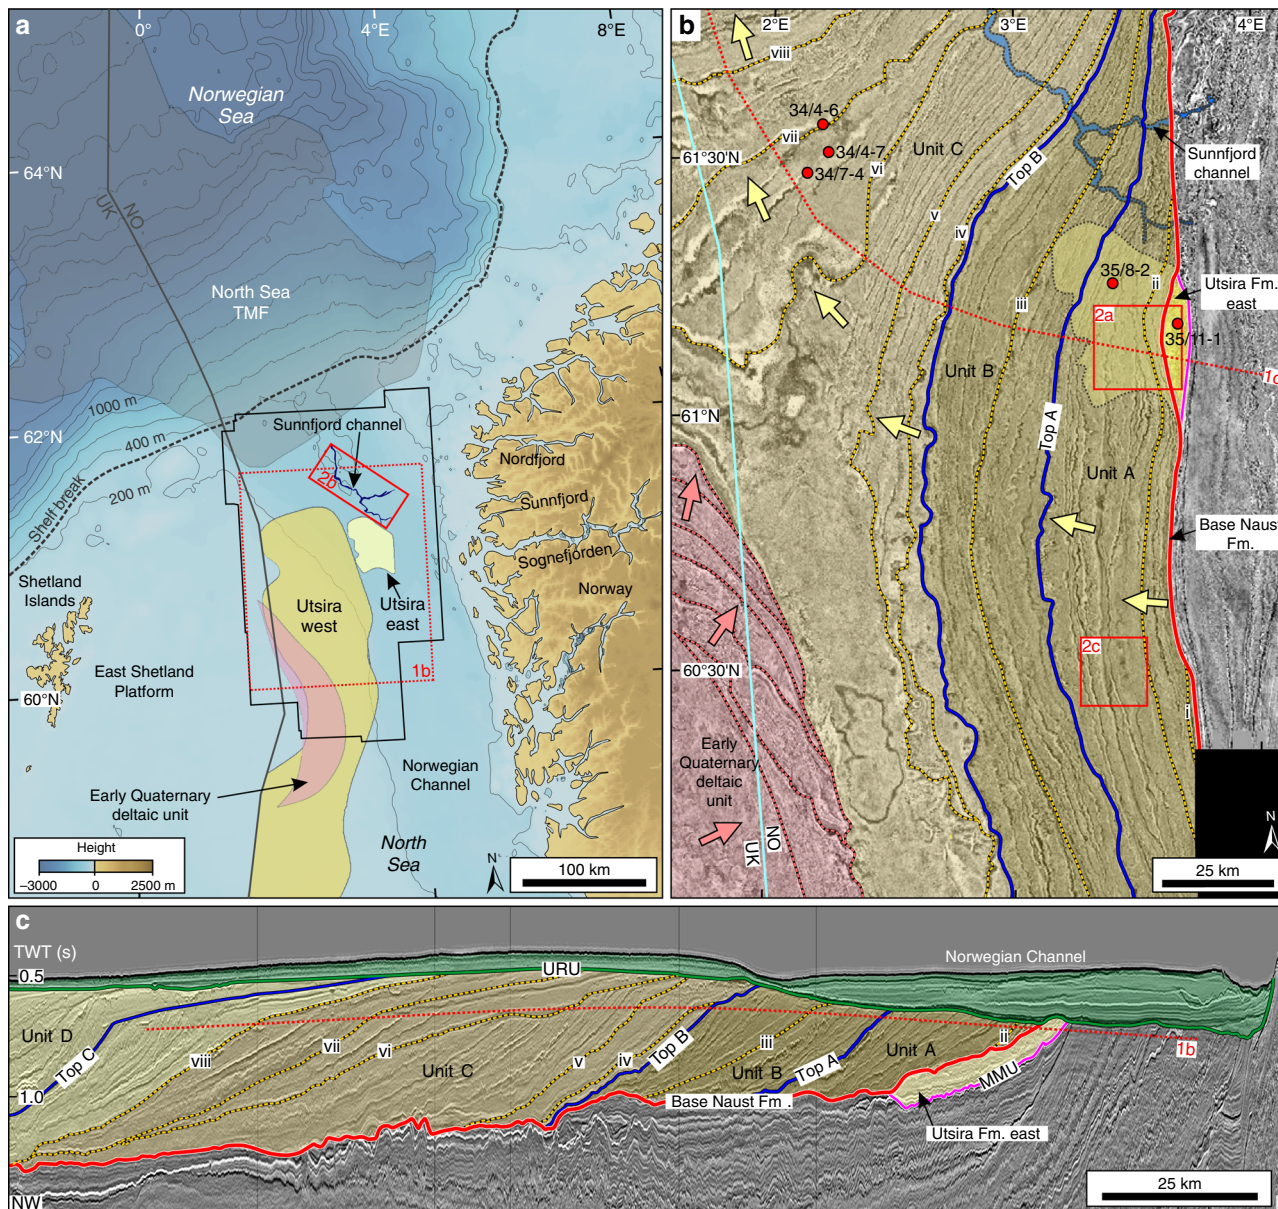 a
0°
4°E
8°E
Norwegian
Sea
64°N
UK
NO
North Sea
TMF
1000 m
62°N
400 m
200 m
Shelf break
Sunnfjord channel
2b
Nordfjord
Sunnfjord
Sognefjorden
Norway
Shetland
Islands
Utsira
west
Utsira
east
East Shetland
Platform
1b
60°N
Norwegian
Channel
Early Quaternary
deltaic unit
North
Sea
Height
−3000
0
2500 m
N
100 km
b
2°E
3°E
4°E
viii
34/4-6
vii
34/4-7
61°30'N
34/7-4
vi
Unit C
Top B
Sunnfjord
channel
v
iv
35/8-2
ii
Utsira Fm.
east
iii
2a
35/11-1
Unit B
1c
61°N
Top A
Unit A
Base Naust
Fm.
60°30'N
2c
i
Early
Quaternary
deltaic
unit
NO
UK
N
25 km
c
TWT (s)
Norwegian Channel
0.5
URU
Unit D
Top C
viii
vii
vi
Unit C
v
iv
Top B
iii
Unit B
Top A
Unit A
ii
1b
MMU
1.0
Base Naust Fm.
Utsira Fm. east
25 km
NW